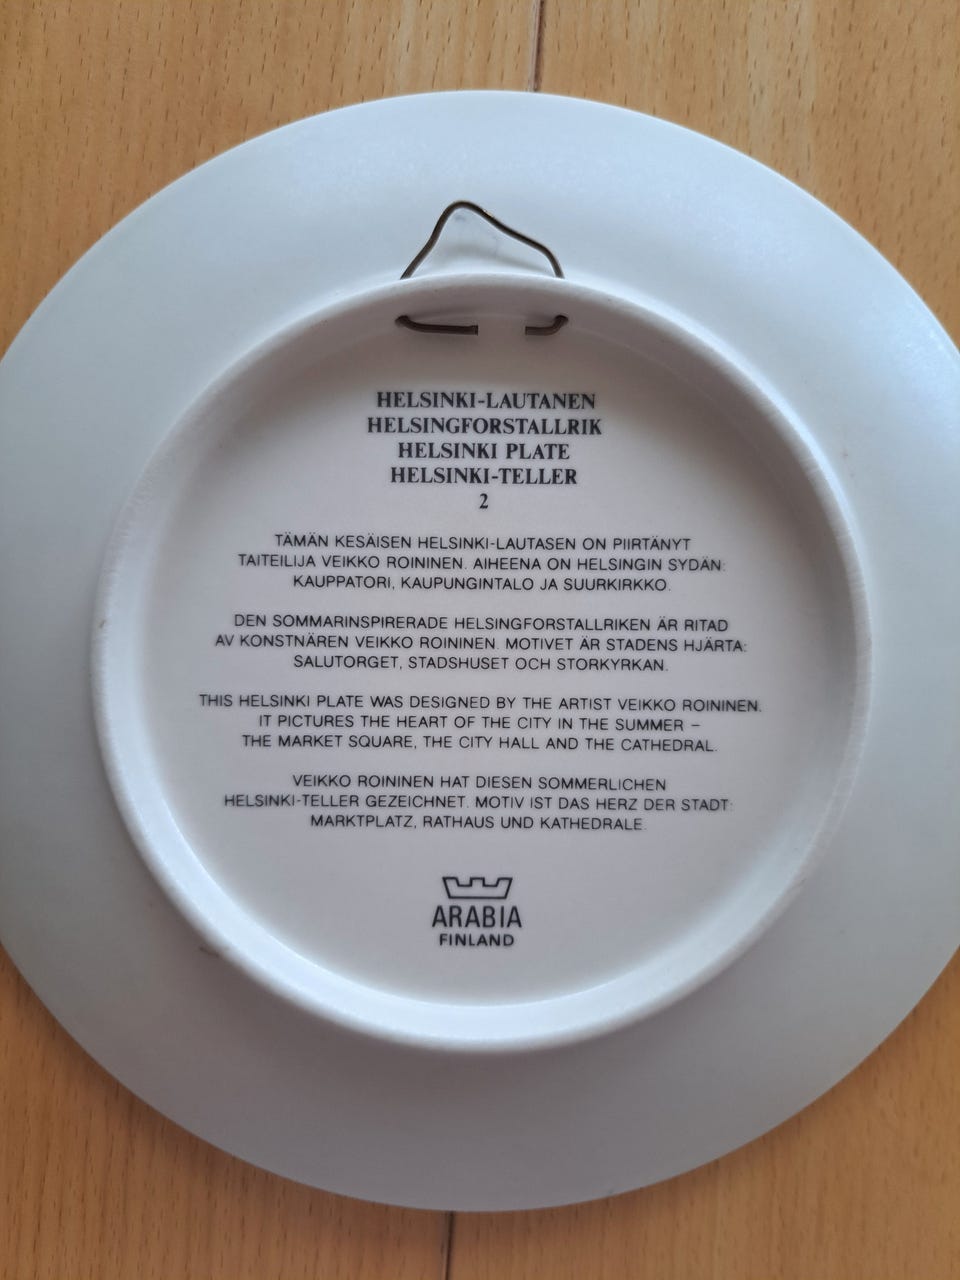 HELSINKI-LAUTANEN
HELSINGFORSTALLRIK
HELSINKI PLATE
HELSINKI-TELLER
2
TÄMÄN KESÄISEN HELSINKI-LAUTASEN ON PIIRTÄNYT
TAITEILIJA VEIKKO ROININEN. AIHEENA ON HELSINGIN SYDÄN:
KAUPPATORI, KAUPUNGINTALO JA SUURKIRKKO.
DEN SOMMARINSPIRERADE HELSINGFORSTALLRIKEN ÄR RITAD
AV KONSTNÄREN VEIKKO ROININEN. MOTIVET ÄR STADENS HJÄRTA:
SALUTORGET, STADSHUSET OCH STORKYRKAN.
THIS HELSINKI PLATE WAS DESIGNED BY THE ARTIST VEIKKO ROININEN.
IT PICTURES THE HEART OF THE CITY IN THE SUMMER –
THE MARKET SQUARE, THE CITY HALL AND THE CATHEDRAL.
VEIKKO ROININEN HAT DIESEN SOMMERLICHEN
HELSINKI-TELLER GEZEICHNET. MOTIV IST DAS HERZ DER STADT:
MARKTPLATZ, RATHAUS UND KATHEDRALE.
ARABIA
FINLAND